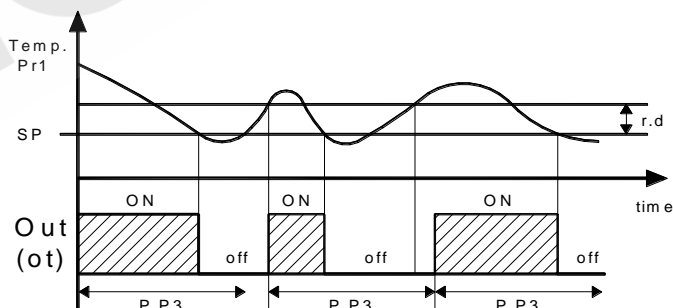 Temp.
Pr1
r.d
SP
time
ON
ON
ON
Out
(ot)
off
off
off
P.P3
P.P3
P.P3